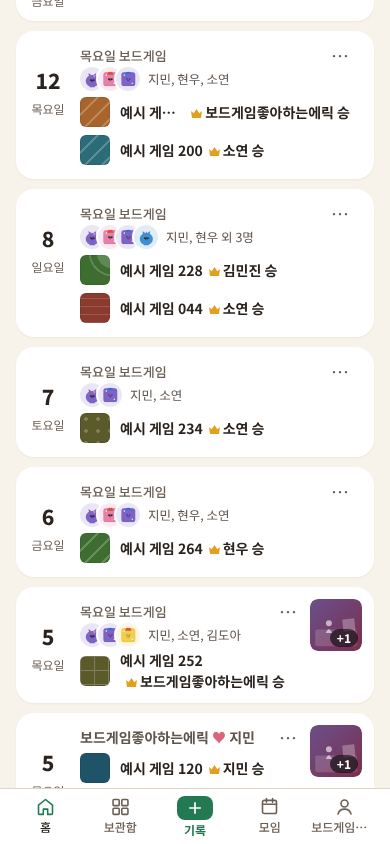 목요일 보드게임
...
12
목요일
지민, 현우, 소연
예시 게... 보드게임좋아하는에릭 승
예시 게임 200 소연 승
목요일 보드게임
...
8
일요일
지민, 현우 외 3명
예시 게임 228 김민진 승
예시 게임 044 소연 승
목요일 보드게임
...
7
토요일
지민, 소연
예시 게임 234 소연 승
목요일 보드게임
...
6
금요일
지민, 현우, 소연
예시 게임 264 현우 승
목요일 보드게임
...
5
목요일
지민, 소연, 김도아
예시 게임 252
보드게임좋아하는에릭 승
+1
보드게임좋아하는에릭 ♥ 지민
...
5
예시 게임 120 지민 승
+1
홈
보관함
기록
모임
보드게임...